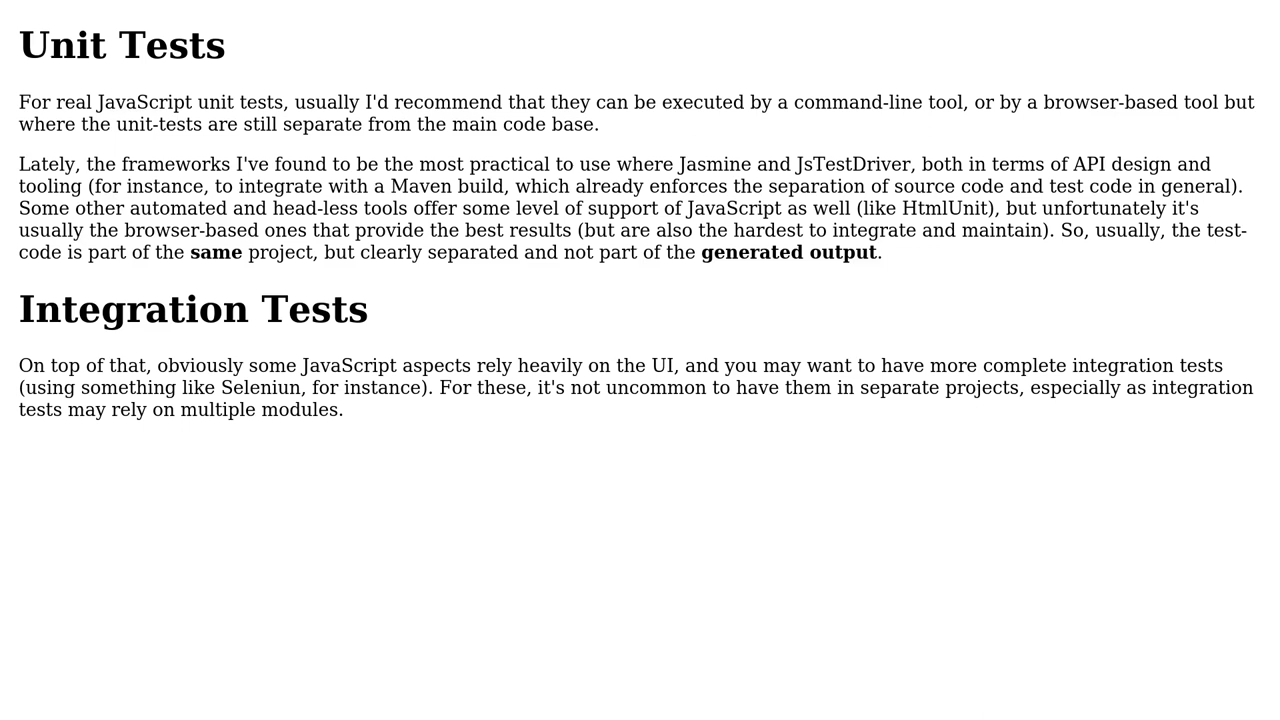 Unit Tests
For real JavaScript unit tests, usually I'd recommend that they can be executed by a command-line tool, or by a browser-based tool but
where the unit-tests are still separate from the main code base.
Lately, the frameworks I've found to be the most practical to use where Jasmine and JsTestDriver, both in terms of API design and
tooling (for instance, to integrate with a Maven build, which already enforces the separation of source code and test code in general).
Some other automated and head-less tools offer some level of support of JavaScript as well (like HtmlUnit), but unfortunately it's
usually the browser-based ones that provide the best results (but are also the hardest to integrate and maintain). So, usually, the test-
code is part of the same project, but clearly separated and not part of the generated output.
Integration Tests
On top of that, obviously some JavaScript aspects rely heavily on the UI, and you may want to have more complete integration tests
(using something like Seleniun, for instance). For these, it's not uncommon to have them in separate projects, especially as integration
tests may rely on multiple modules.